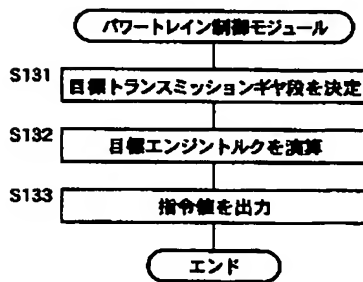 パワートレイン制御モジュール
S131
目標トランスミッションギヤ段を決定
S132
目標エンジントルクを演算
S133
指令値を出力
エンド